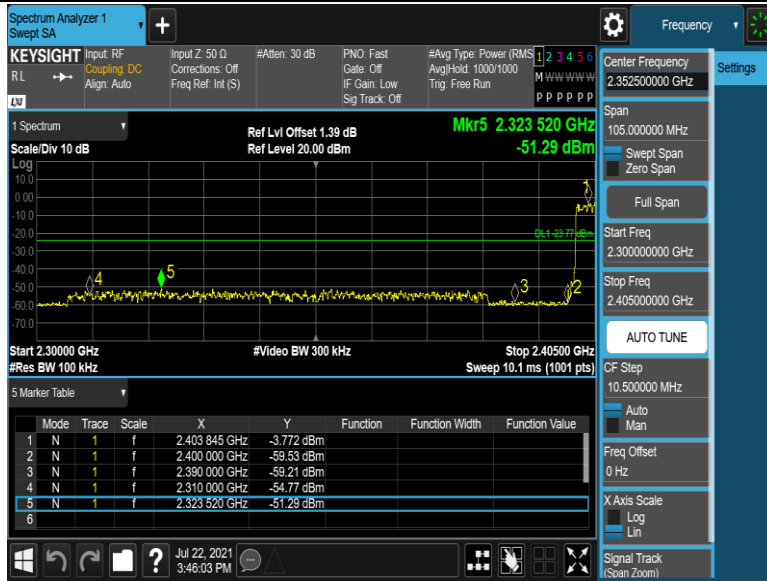 Spectrum Analyzer 1
Swept SA
Frequency
KEYSIGHT
RL
LXI
Input: RF
Coupling: DC
Align: Auto
Input Z: 50 Ω
Corrections: Off
Freq Ref: Int (S)
#Atten: 30 dB
PNO: Fast
Gate: Off
IF Gain: Low
Sig Track: Off
#Avg Type: Power (RMS
Avg|Hold: 1000/1000
Trig: Free Run
1 2 3 4 5 6
M W W W W W
P P P P P P
1 Spectrum
Scale/Div 10 dB
Ref Lvl Offset 1.39 dB
Ref Level 20.00 dBm
Mkr5 2.323 520 GHz
-51.29 dBm
Log
10.0
0.00
-10.0
-20.0
-30.0
-40.0
-50.0
-60.0
-70.0
1
DL1 -23.77 dBm
4
5
3
2
Start 2.30000 GHz
#Video BW 300 kHz
Stop 2.40500 GHz
#Res BW 100 kHz
Sweep 10.1 ms (1001 pts)
5 Marker Table
Mode Trace Scale X Y Function Function Width Function Value
1 N 1 f 2.403 845 GHz -3.772 dBm
2 N 1 f 2.400 000 GHz -59.53 dBm
3 N 1 f 2.390 000 GHz -59.21 dBm
4 N 1 f 2.310 000 GHz -54.77 dBm
5 N 1 f 2.323 520 GHz -51.29 dBm
6
?
Jul 22, 2021
3:46:03 PM
Center Frequency
2.352500000 GHz
Settings
Span
105.000000 MHz
Swept Span
Zero Span
Full Span
Start Freq
2.300000000 GHz
Stop Freq
2.405000000 GHz
AUTO TUNE
CF Step
10.500000 MHz
Auto
Man
Freq Offset
0 Hz
X Axis Scale
Log
Lin
Signal Track
(Span Zoom)